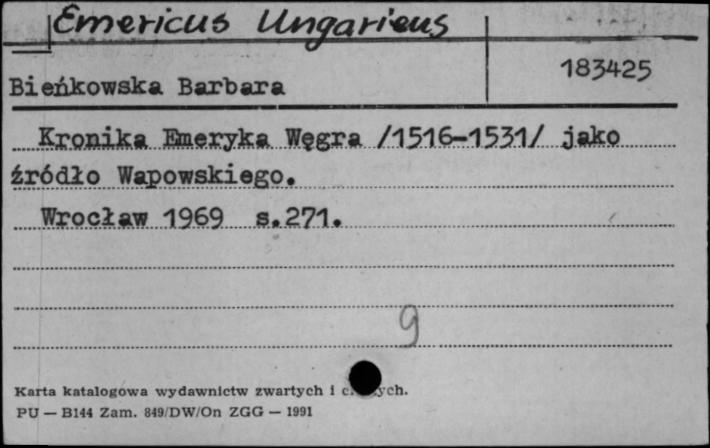 Emericus Ungaricus
183425
Bieńkowska Barbara
Kronika Emeryka Węgra /1516-1531/ jako
źródło Wapowskiego.
Wrocław 1969 s.271.
9
Karta katalogowa wydawnictw zwartych i
PU — B144 Zam. 849/DW/On ZGG — 1991